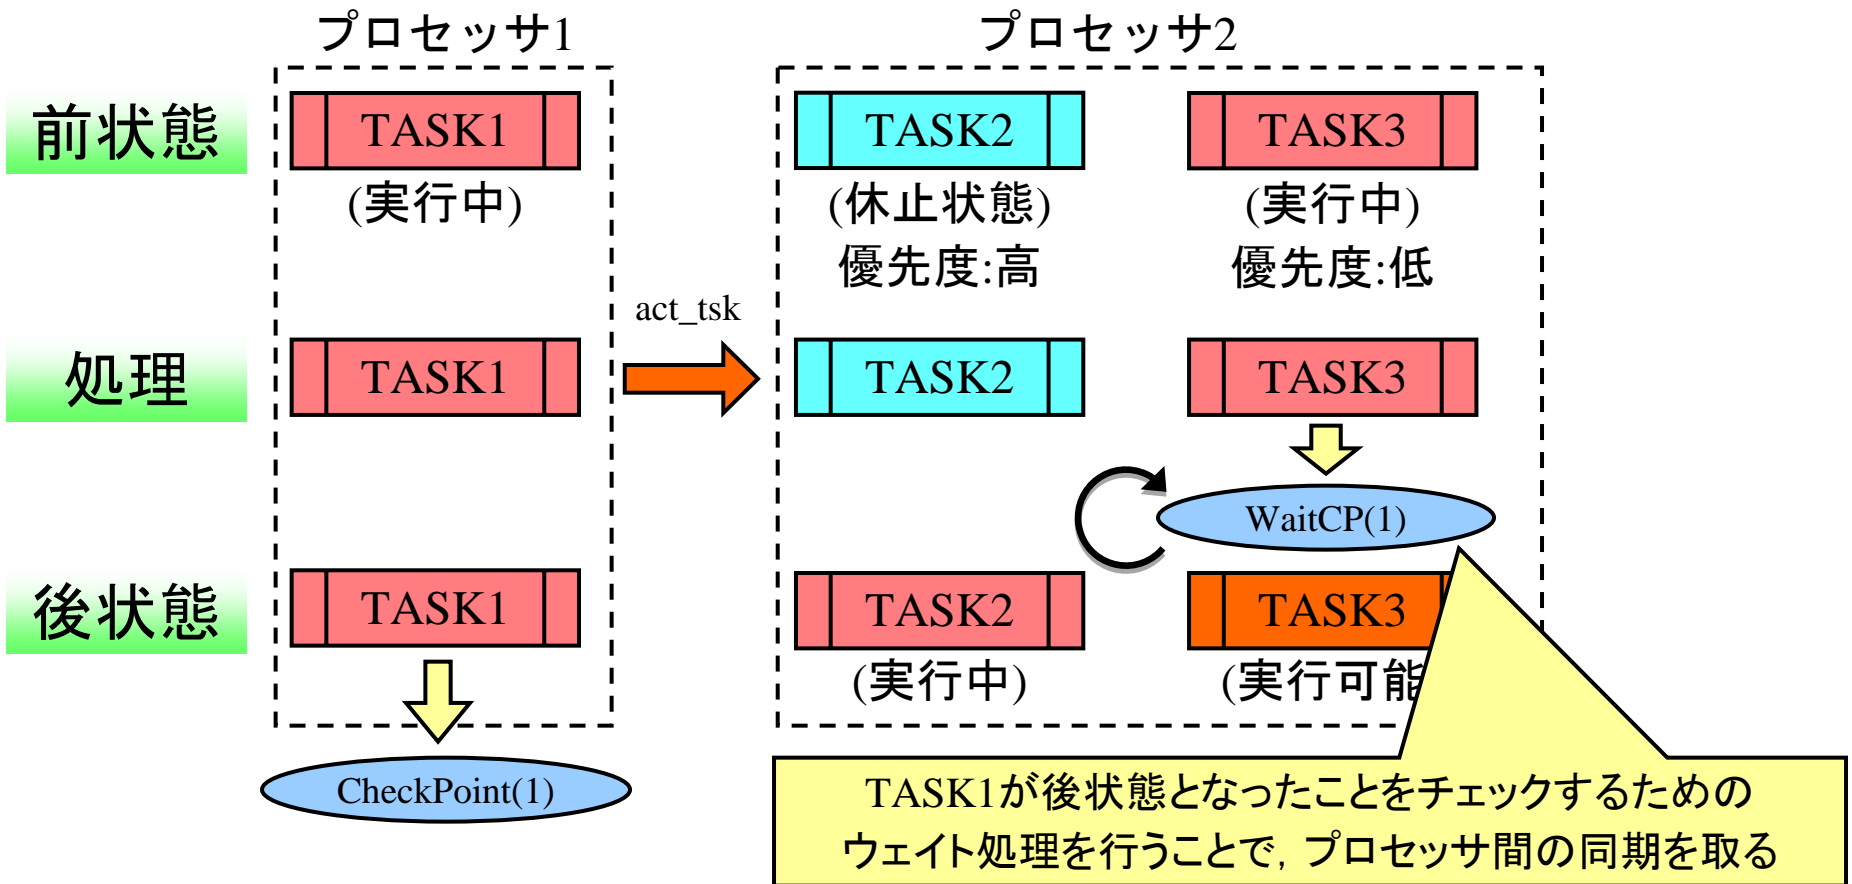 プロセッサ1
プロセッサ2
前状態
TASK1
TASK2
TASK3
(実行中)
(休止状態)
(実行中)
優先度:高
優先度:低
act_tsk
処理
TASK1
TASK2
TASK3
WaitCP(1)
後状態
TASK1
TASK2
TASK3
(実行中)
(実行可能
CheckPoint(1)
TASK1が後状態となったことをチェックするための
ウェイト処理を行うことで, プロセッサ間の同期を取る